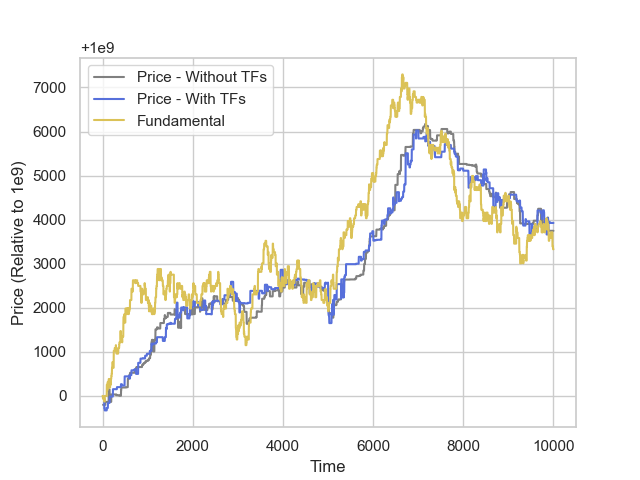 +1e9
Price - Without TFs
Price - With TFs
Fundamental
7000
6000
5000
4000
3000
2000
1000
0
Price (Relative to 1e9)
0 2000 4000 6000 8000 10000
Time